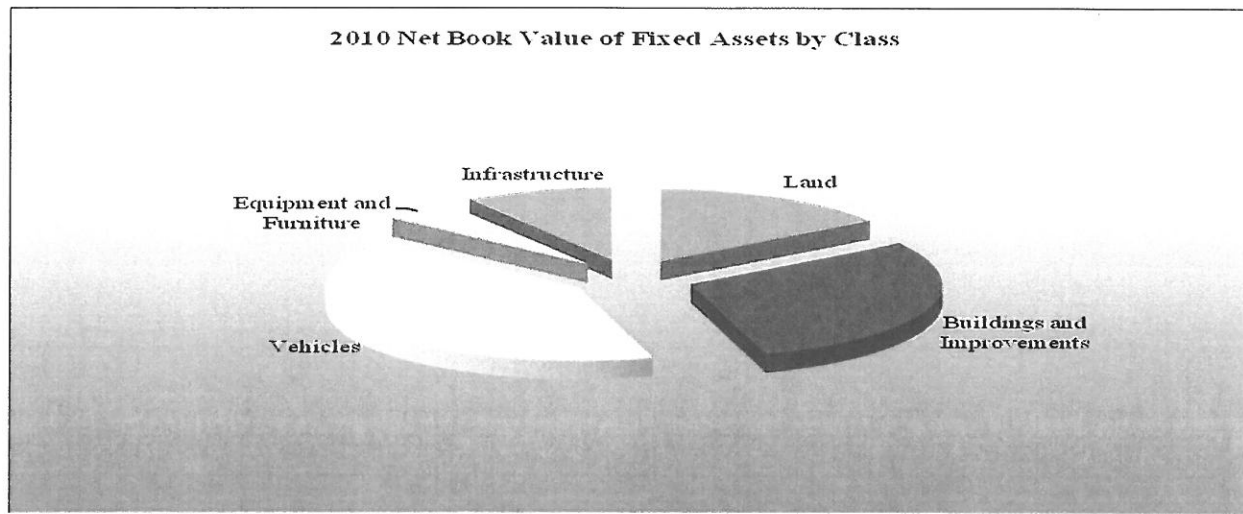 2010 Net Book Value of Fixed Assets by Class
Infrastructure
Land
Equipment and
Furniture
Vehicles
Buildings and
Improvements